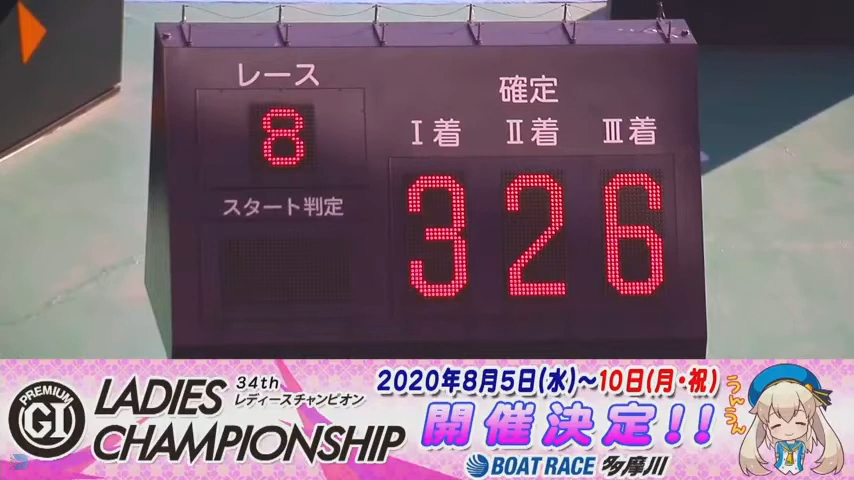 レース
8
スタート判定
確定
Ⅰ着 Ⅱ着 Ⅲ着
3 2 6
PREMIUM
GI
LADIES
CHAMPIONSHIP
34th
レディースチャンピオン
2020年8月5日(水)～10日(月・祝)
開催決定!!
BOAT RACE 多摩川
うんうん